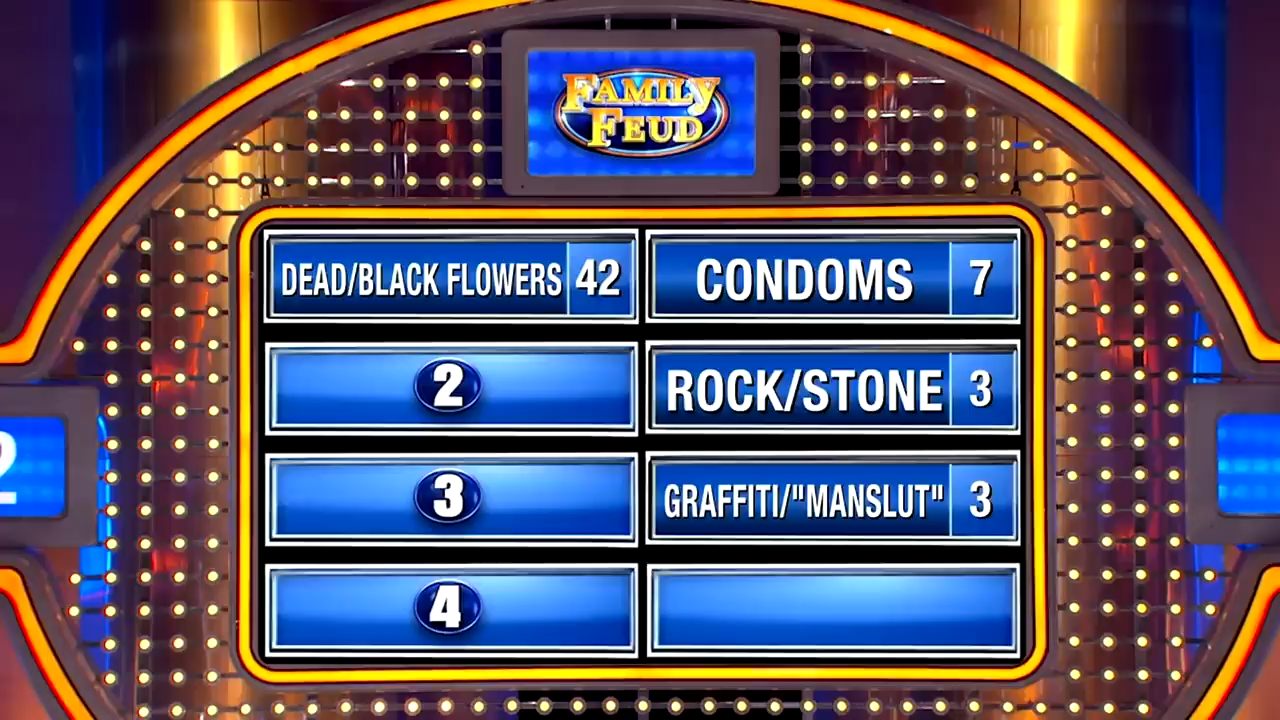 FAMILY
FEUD
DEAD/BLACK FLOWERS 42
CONDOMS 7
2
ROCK/STONE 3
3
GRAFFITI/"MANSLUT" 3
4